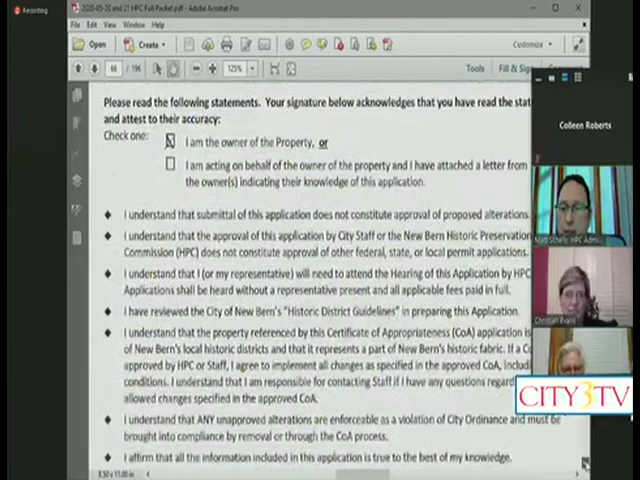 Recording
2020-05-20 and 21 HPC Full Packet.pdf - Adobe Acrobat Pro
File Edit View Window Help
Open Create Customize
66 / 196 125% Tools Fill & Sign
Please read the following statements. Your signature below acknowledges that you have read the
and attest to their accuracy:
Check one:
I am the owner of the Property, or
I am acting on behalf of the owner of the property and I have attached a letter from
the owner(s) indicating their knowledge of this application.
I understand that submittal of this application does not constitute approval of proposed alterations.
I understand that the approval of this application by City Staff or the New Bern Historic Preservation
Commission (HPC) does not constitute approval of other federal, state, or local permit applications.
I understand that I (or my representative) will need to attend the Hearing of this Application by HPC.
Applications shall be heard without a representative present and all applicable fees paid in full.
I have reviewed the City of New Bern's "Historic District Guidelines" in preparing this Application.
I understand that the property referenced by this Certificate of Appropriateness (CoA) application is
of New Bern's local historic districts and that it represents a part of New Bern's historic fabric. If a
approved by HPC or Staff, I agree to implement all changes as specified in the approved CoA,
conditions. I understand that I am responsible for contacting Staff if I have any questions
allowed changes specified in the approved CoA.
I understand that ANY unapproved alterations are enforceable as a violation of City Ordinance and must be
brought into compliance by removal or through the CoA process.
I affirm that all the information included in this application is true to the best of my knowledge.
8.50 x 11.00 in
Colleen Roberts
Matt Schelly, HPC Admi...
Christian Evans
CITY3TV